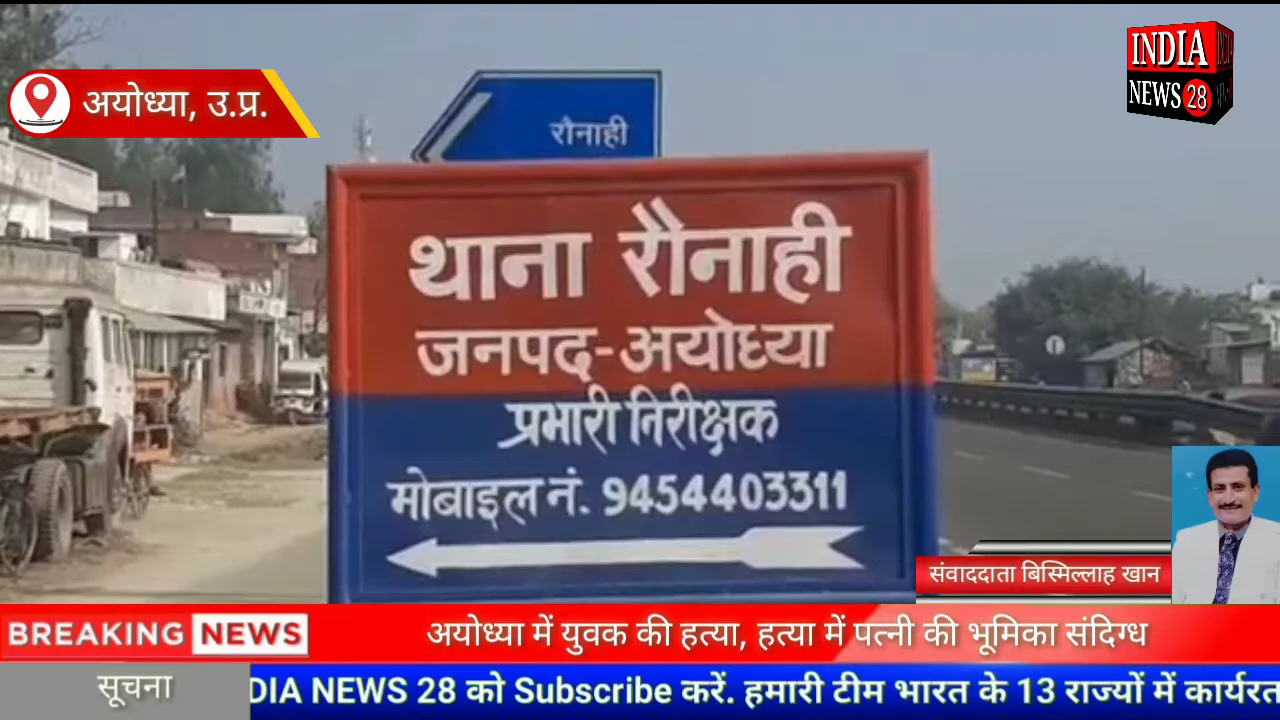 अयोध्या, उ.प्र.
INDIA
NEWS 28
रौनाही
थाना रौनाही
जनपद-अयोध्या
प्रभारी निरीक्षक
मोबाइल नं. 9454403311
संवाददाता बिस्मिल्लाह खान
BREAKING NEWS
अयोध्या में युवक की हत्या, हत्या में पत्नी की भूमिका संदिग्ध
सूचना
DIA NEWS 28 को Subscribe करें. हमारी टीम भारत के 13 राज्यों में कार्यरत